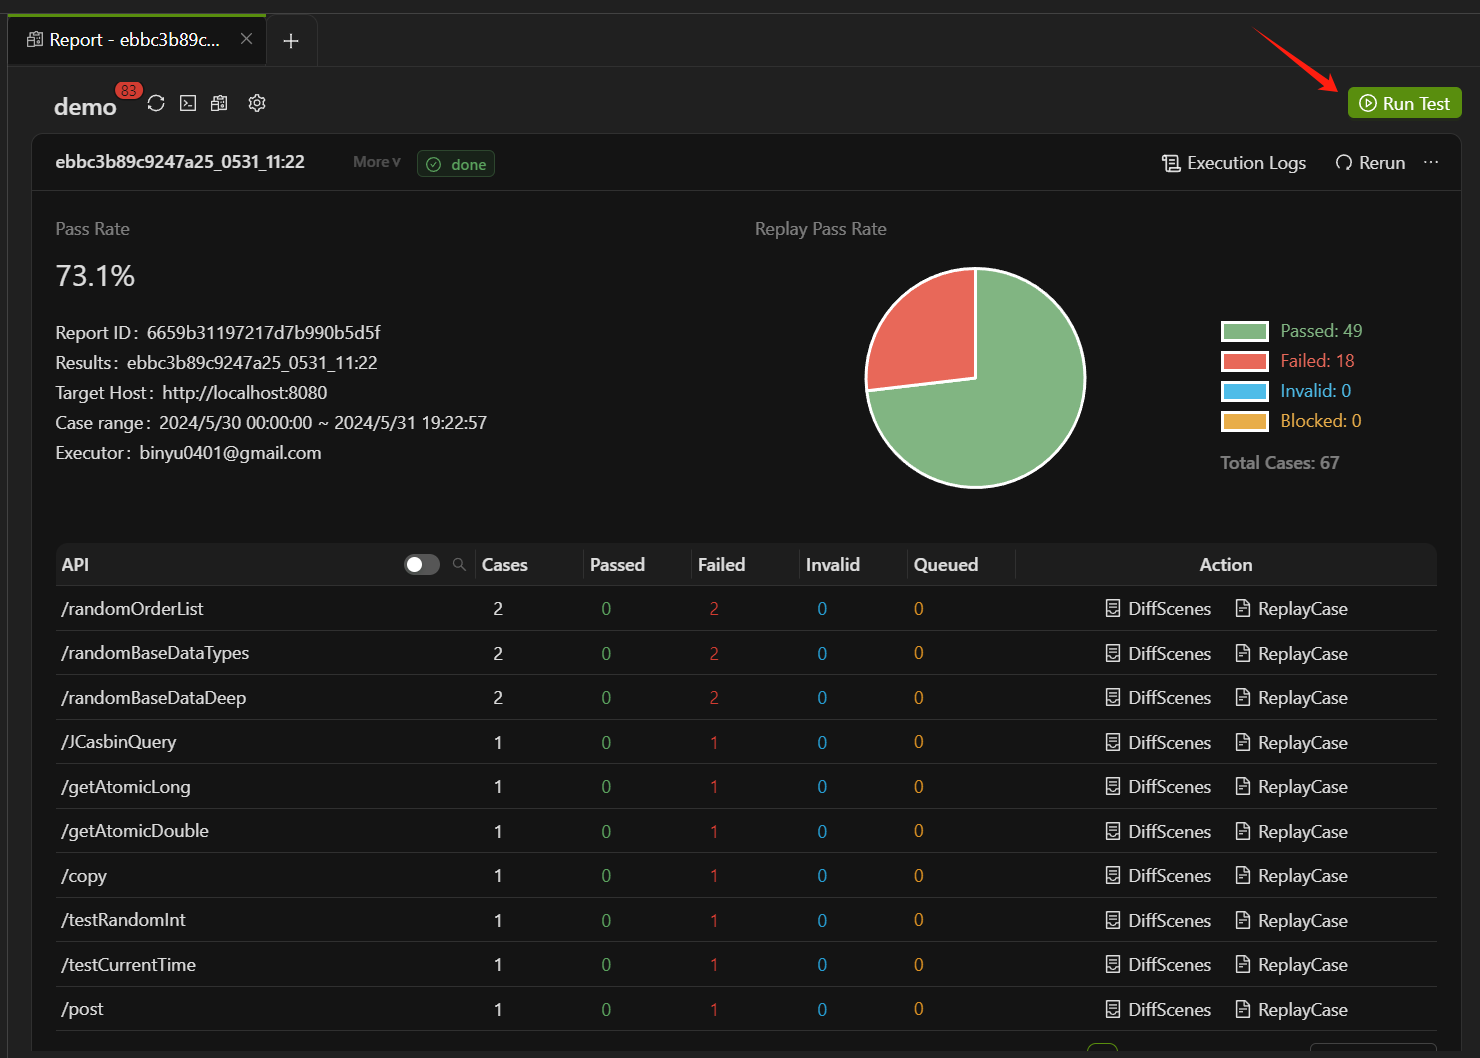 Report - ebbc3b89c...
demo 83
Run Test
ebbc3b89c9247a25_0531_11:22 More done Execution Logs Rerun ...
Pass Rate
73.1%
Report ID: 6659b31197217d7b990b5d5f
Results: ebbc3b89c9247a25_0531_11:22
Target Host: http://localhost:8080
Case range: 2024/5/30 00:00:00 ~ 2024/5/31 19:22:57
Executor: binyu0401@gmail.com
Replay Pass Rate
Passed: 49
Failed: 18
Invalid: 0
Blocked: 0
Total Cases: 67
API Cases Passed Failed Invalid Queued Action
/randomOrderList 2 0 2 0 0 DiffScenes ReplayCase
/randomBaseDataTypes 2 0 2 0 0 DiffScenes ReplayCase
/randomBaseDataDeep 2 0 2 0 0 DiffScenes ReplayCase
/JCasbinQuery 1 0 1 0 0 DiffScenes ReplayCase
/getAtomicLong 1 0 1 0 0 DiffScenes ReplayCase
/getAtomicDouble 1 0 1 0 0 DiffScenes ReplayCase
/copy 1 0 1 0 0 DiffScenes ReplayCase
/testRandomInt 1 0 1 0 0 DiffScenes ReplayCase
/testCurrentTime 1 0 1 0 0 DiffScenes ReplayCase
/post 1 0 1 0 0 DiffScenes ReplayCase